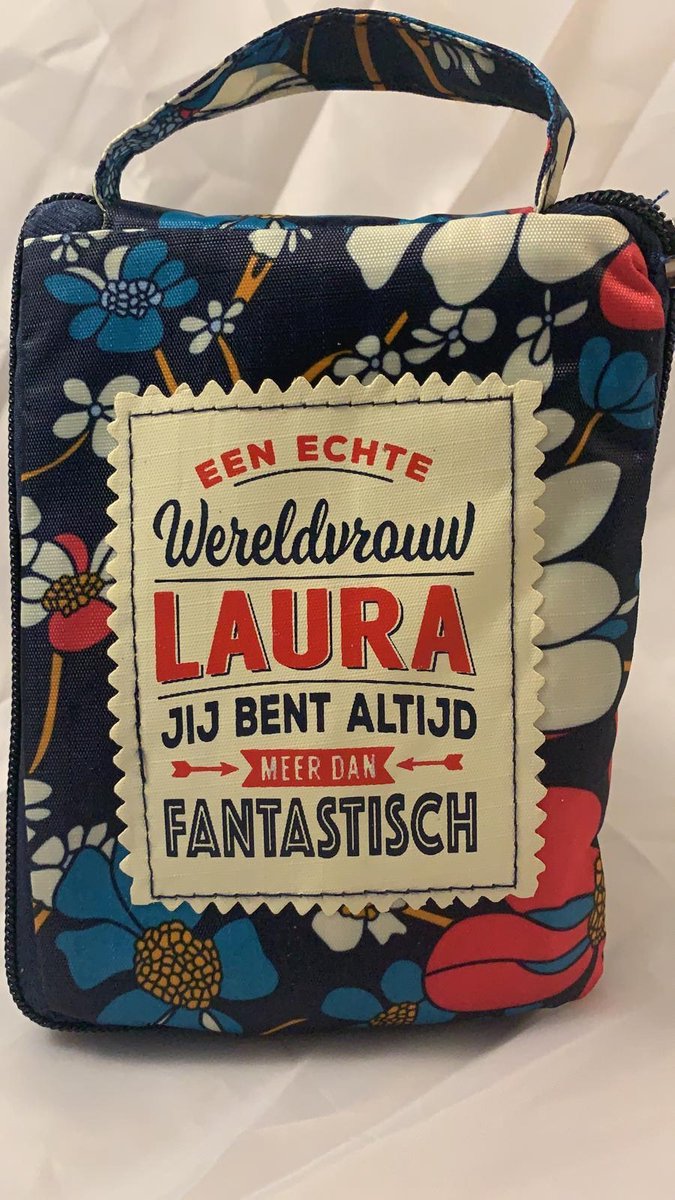 EEN ECHTE
Wereldvrouw
LAURA
JIJ BENT ALTIJD
MEER DAN
FANTASTISCH